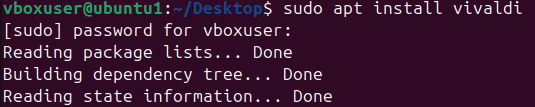 vboxuser@ubuntu1:~/Desktop$ sudo apt install vivaldi
[sudo] password for vboxuser:
Reading package lists... Done
Building dependency tree... Done
Reading state information... Done